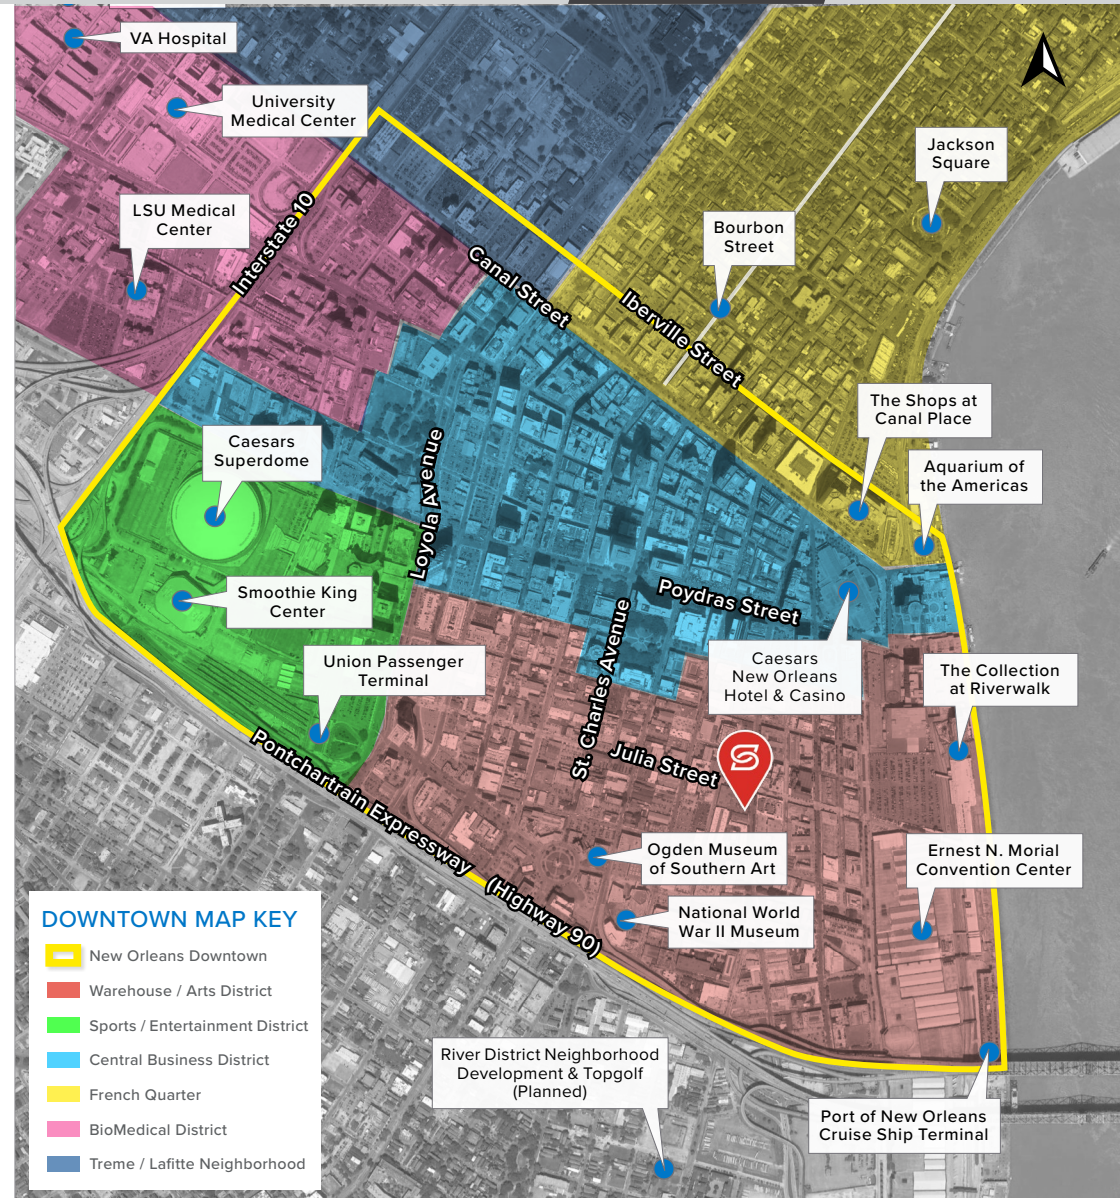 VA Hospital
University
Medical Center
LSU Medical
Center
Interstate 10
Jackson
Square
Bourbon
Street
Canal Street
Iberville Street
The Shops at
Canal Place
Aquarium of
the Americas
Caesars
Superdome
Loyola Avenue
Smoothie King
Center
Poydras Street
St. Charles Avenue
Union Passenger
Terminal
Caesars
New Orleans
Hotel & Casino
The Collection
at Riverwalk
Julia Street
Pontchartrain Expressway (Highway 90)
Ogden Museum
of Southern Art
Ernest N. Morial
Convention Center
National World
War II Museum
DOWNTOWN MAP KEY
New Orleans Downtown
Warehouse / Arts District
Sports / Entertainment District
Central Business District
French Quarter
BioMedical District
Treme / Lafitte Neighborhood
River District Neighborhood
Development & Topgolf
(Planned)
Port of New Orleans
Cruise Ship Terminal